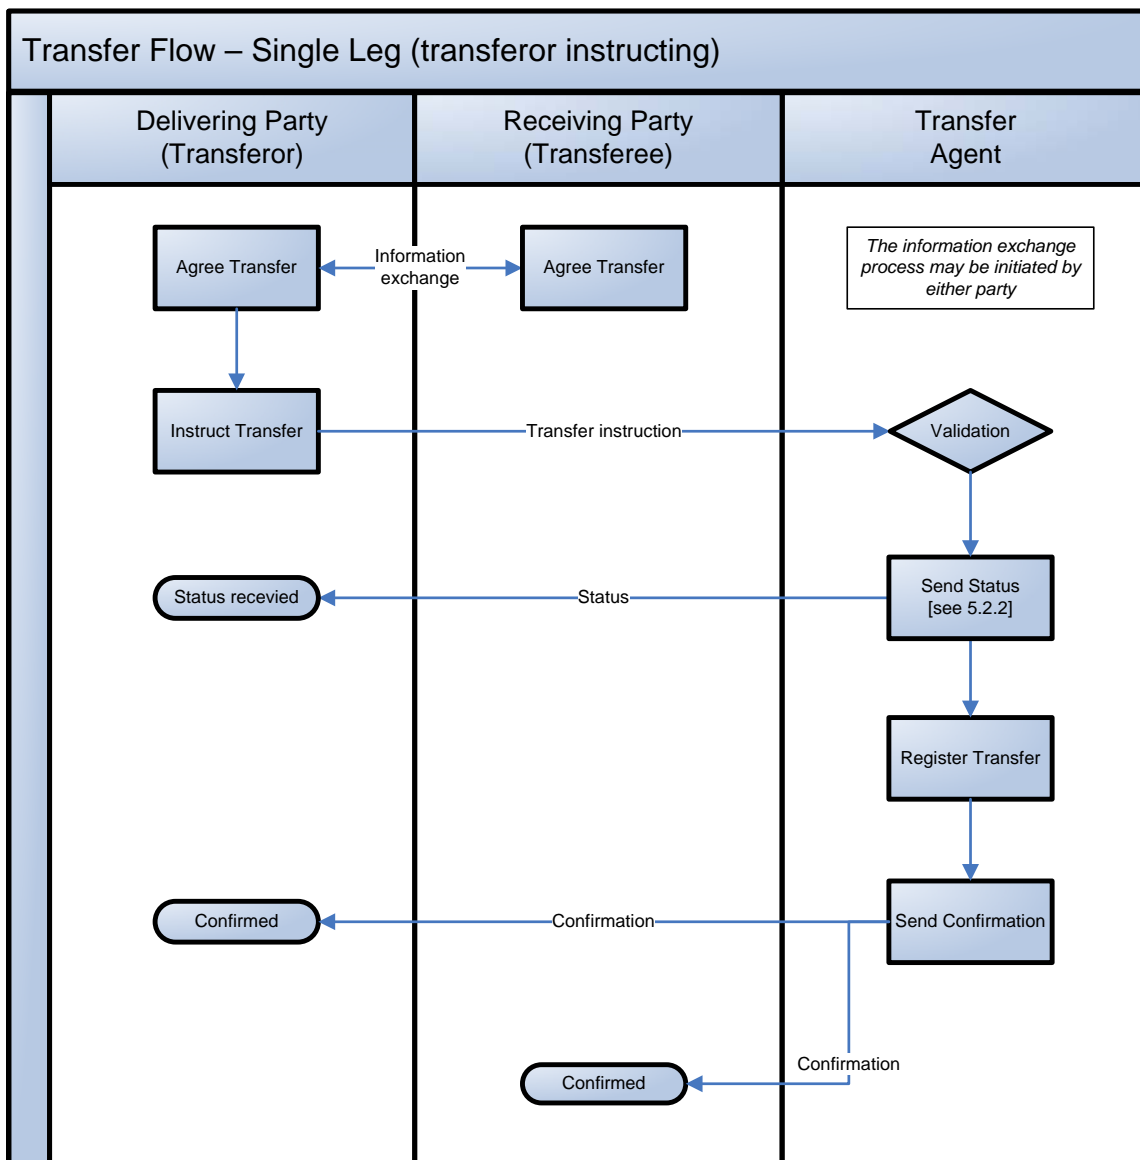 Transfer Flow – Single Leg (transferor instructing)
Delivering Party
(Transferor)
Receiving Party
(Transferee)
Transfer
Agent
Agree Transfer
Information
exchange
Agree Transfer
The information exchange
process may be initiated by
either party
Instruct Transfer
Transfer instruction
Validation
Status recevied
Status
Send Status
[see 5.2.2]
Register Transfer
Confirmed
Confirmation
Send Confirmation
Confirmation
Confirmed